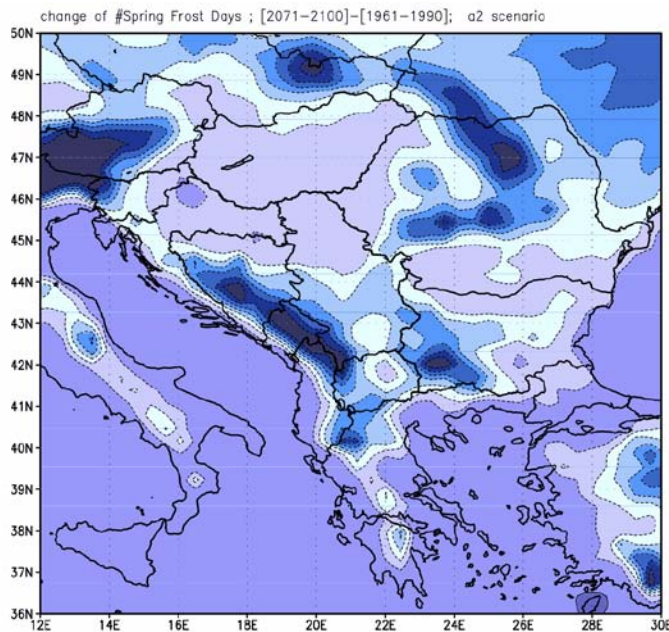 change of #Spring Frost Days ; [2071-2100]-[1961-1990];  a2 scenario
50N
49N
48N
47N
46N
45N
44N
43N
42N
41N
40N
39N
38N
37N
36N
12E 14E 16E 18E 20E 22E 24E 26E 28E